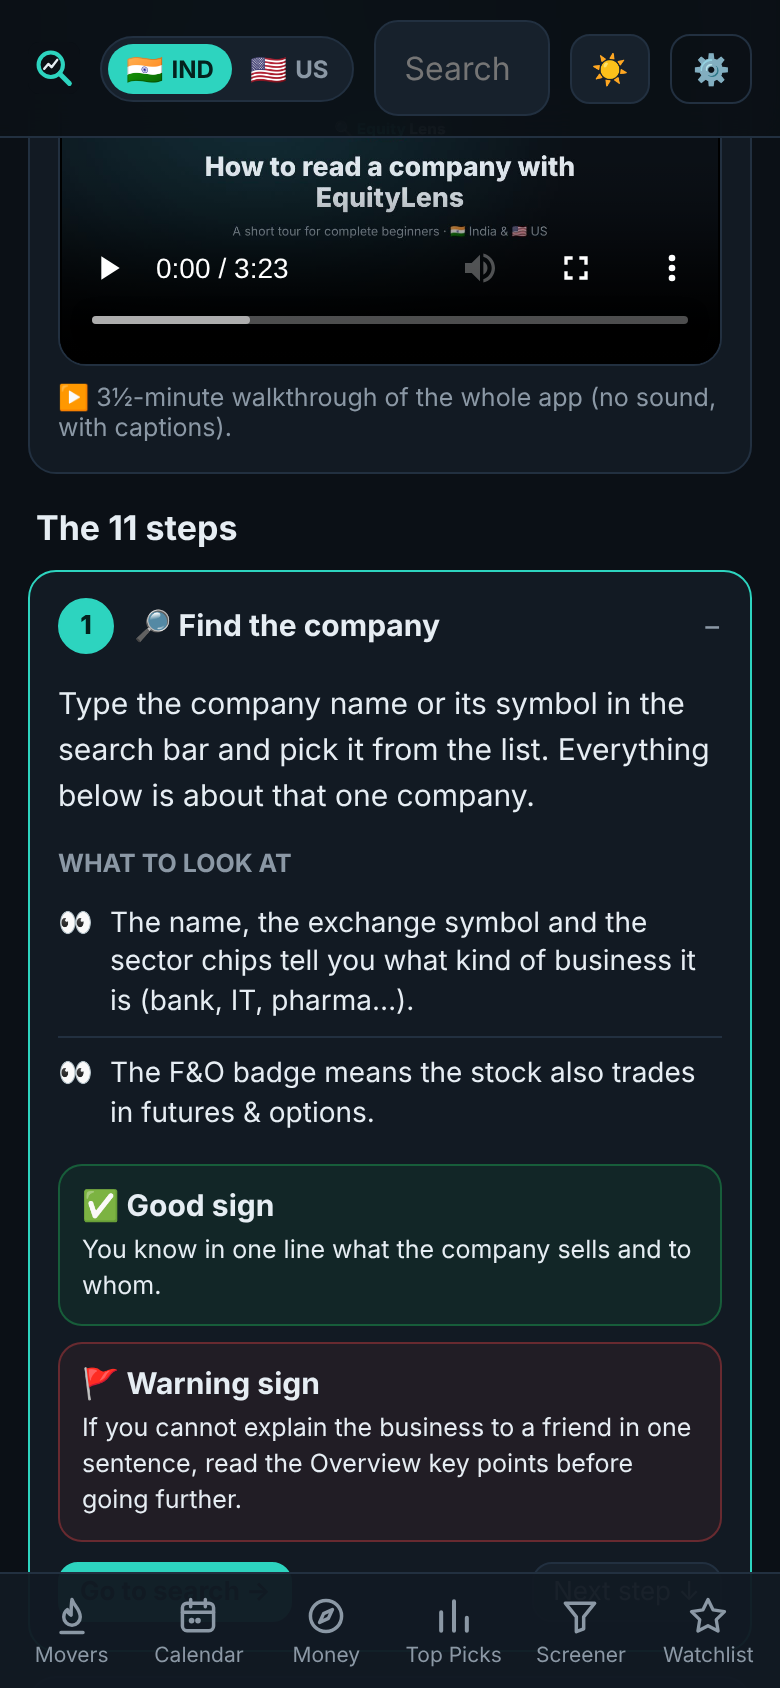 IND
US
Search
Equity Lens
How to read a company with
EquityLens
A short tour for complete beginners · India & US
0:00 / 3:23
3½-minute walkthrough of the whole app (no sound,
with captions).
The 11 steps
1 Find the company
Type the company name or its symbol in the
search bar and pick it from the list. Everything
below is about that one company.
WHAT TO LOOK AT
The name, the exchange symbol and the
sector chips tell you what kind of business it
is (bank, IT, pharma...).
The F&O badge means the stock also trades
in futures & options.
Good sign
You know in one line what the company sells and to
whom.
Warning sign
If you cannot explain the business to a friend in one
sentence, read the Overview key points before
going further.
Go to search →
Next step ↓
Movers
Calendar
Money
Top Picks
Screener
Watchlist